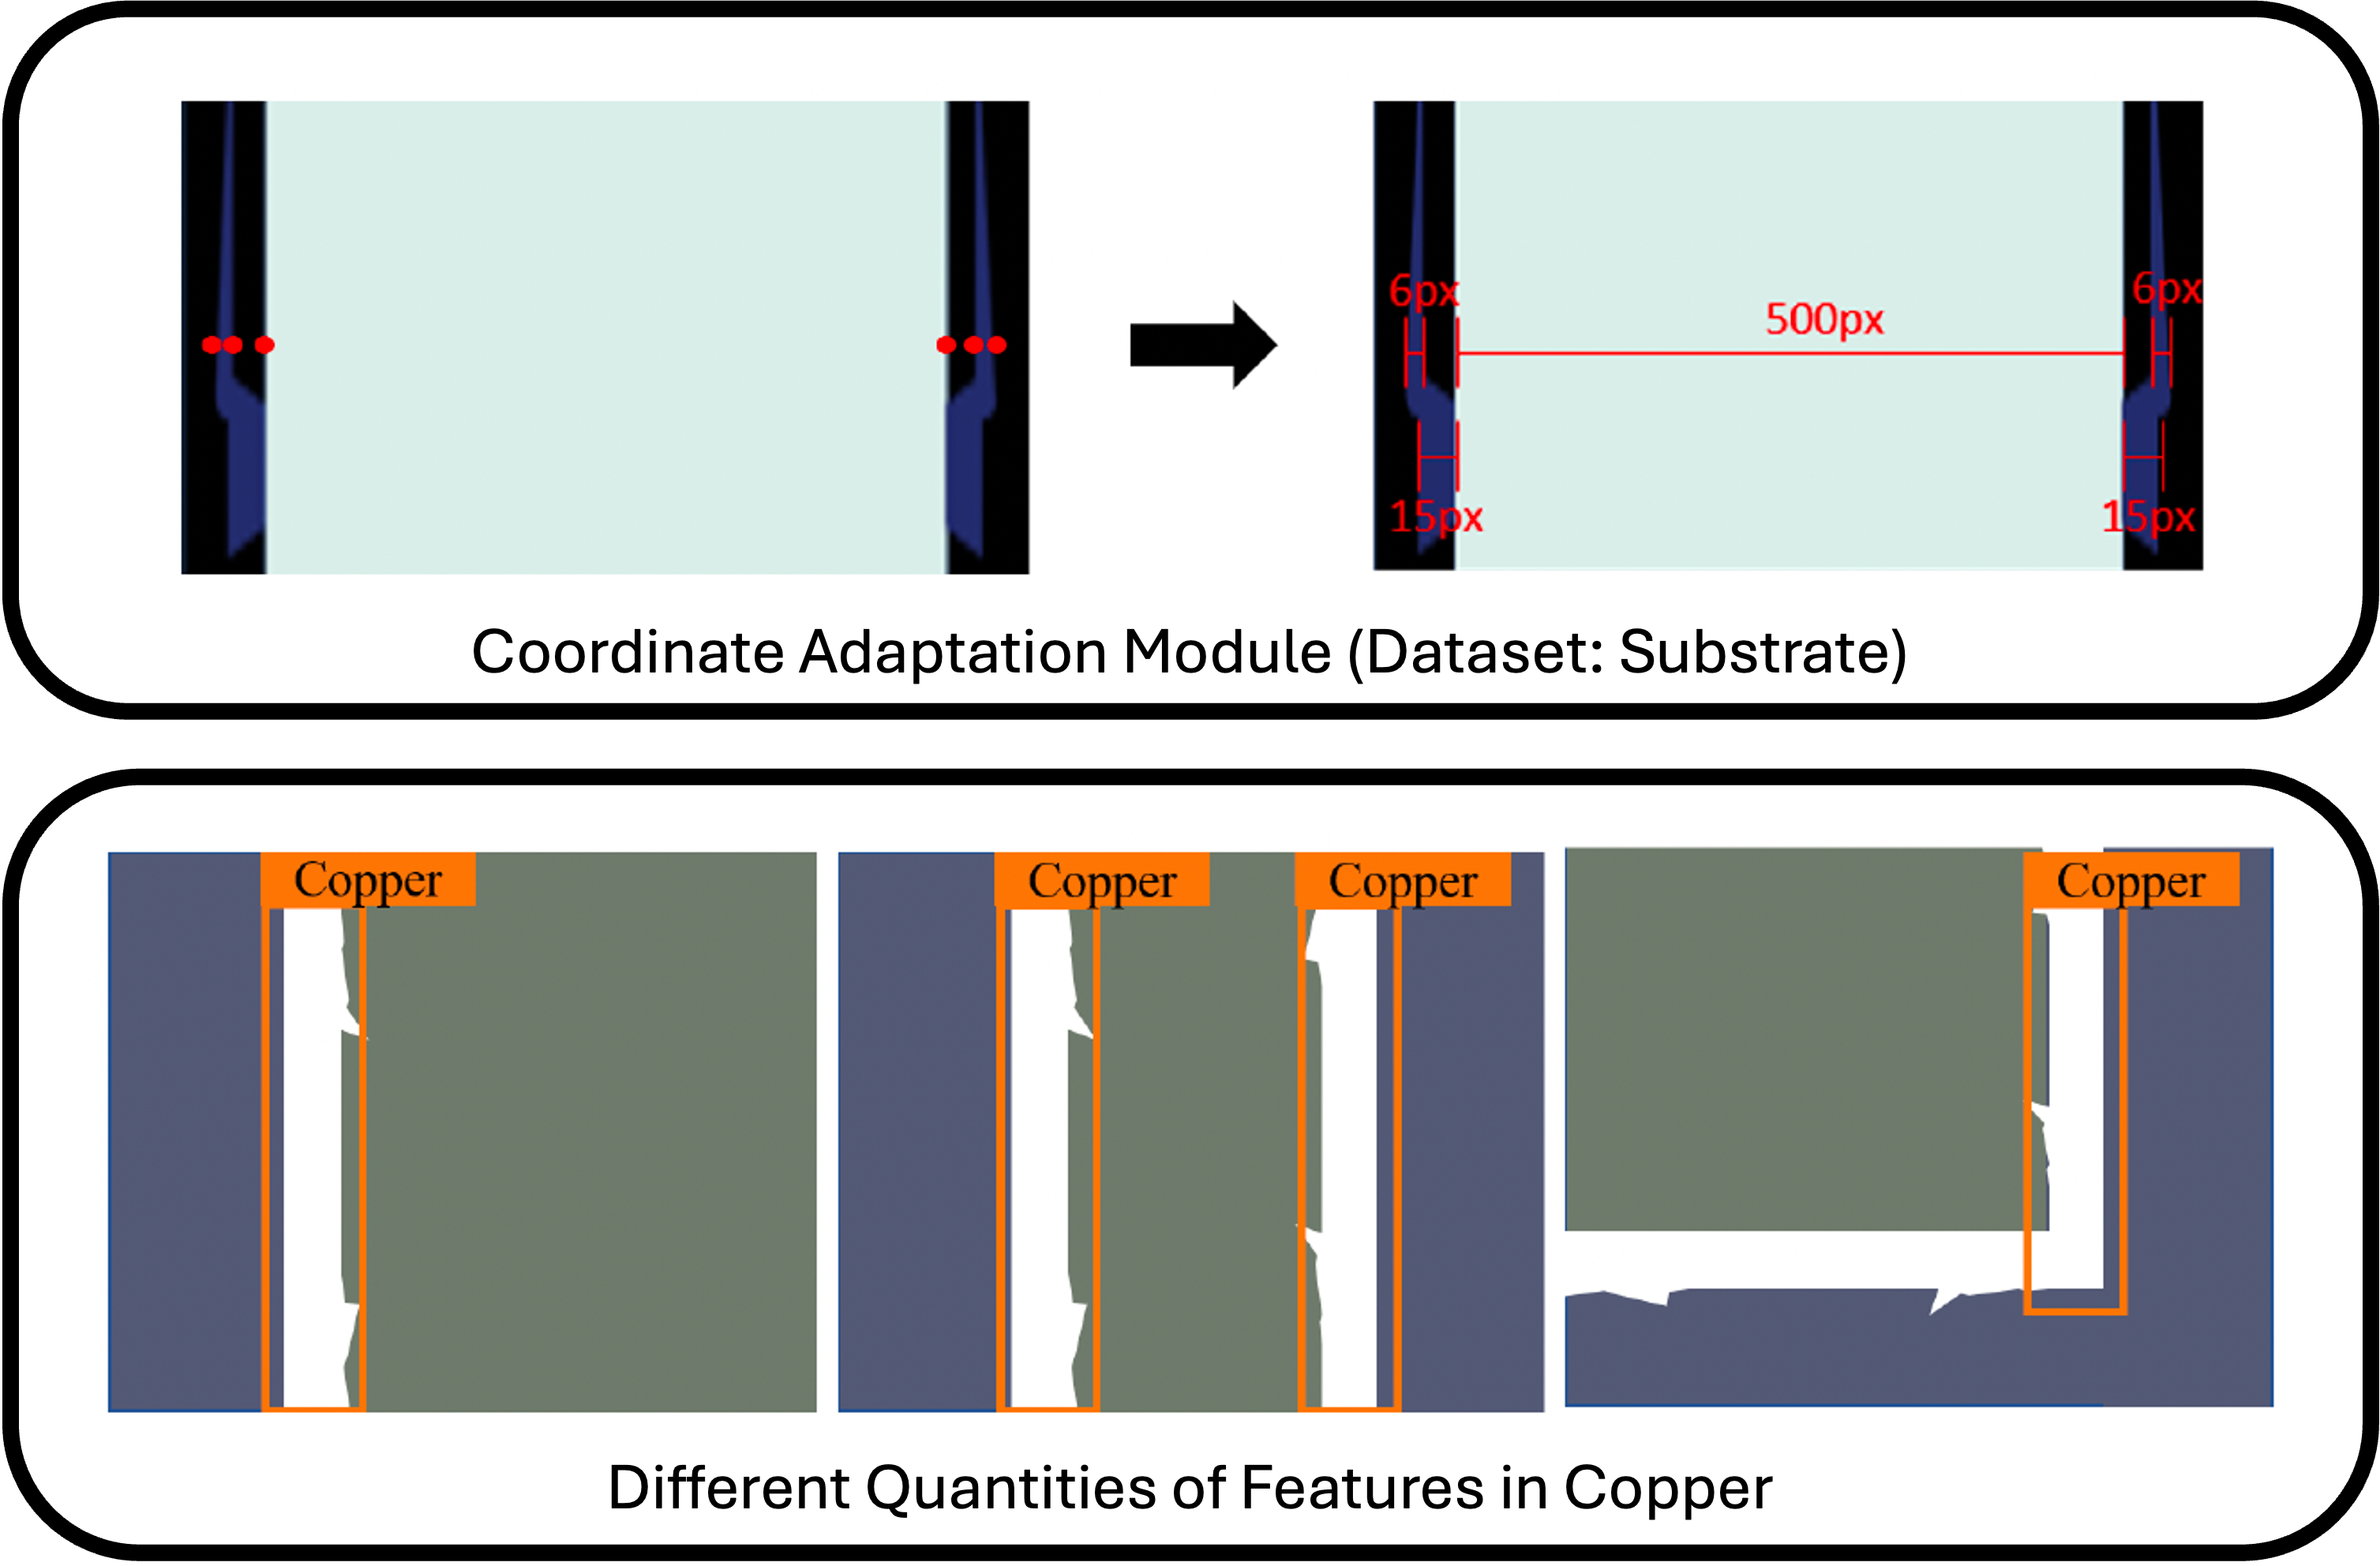 6px
6px
500px
15px
15px
Coordinate Adaptation Module (Dataset: Substrate)
Copper
Copper
Copper
Copper
Different Quantities of Features in Copper